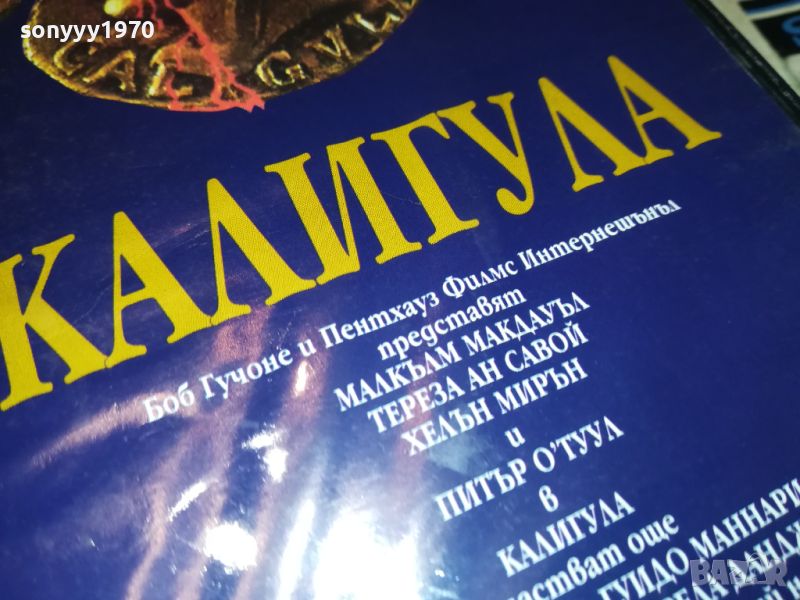 sonyyy1970
КАЛИГУЛА
Боб Гучоне и Пентхауз Филмс Интернешънъл
представят
МАЛКЪЛМ МАКДАУЪЛ
ТЕРЕЗА АН САВОЙ
ХЕЛЪН МИРЪН
и
ПИТЪР О'ТУУЛ
в
КАЛИГУЛА
още
ГУИДО МАННАРИ
BAZAR